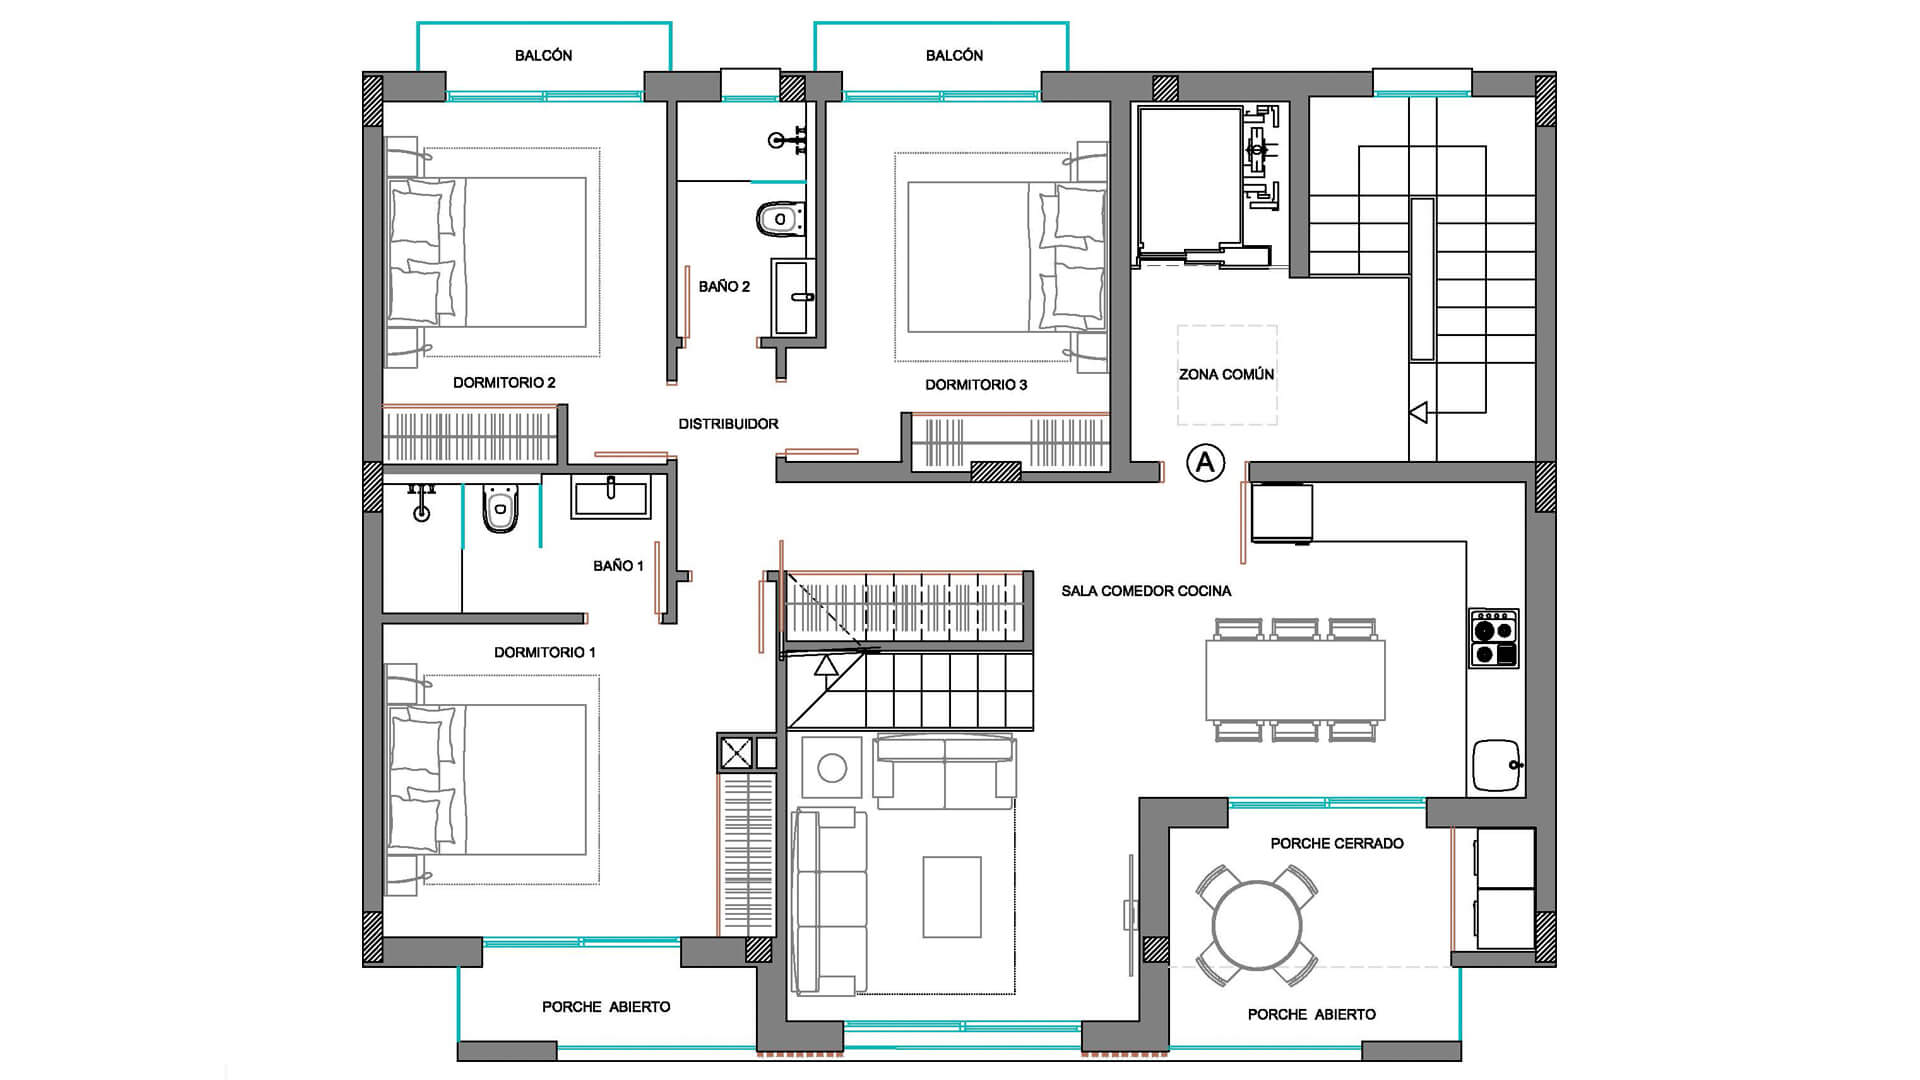 BALCÓN
BALCÓN
BAÑO 2
ZONA COMÚN
DORMITORIO 2
DORMITORIO 3
DISTRIBUIDOR
A
BAÑO 1
SALA COMEDOR COCINA
DORMITORIO 1
PORCHE CERRADO
PORCHE ABIERTO
PORCHE ABIERTO